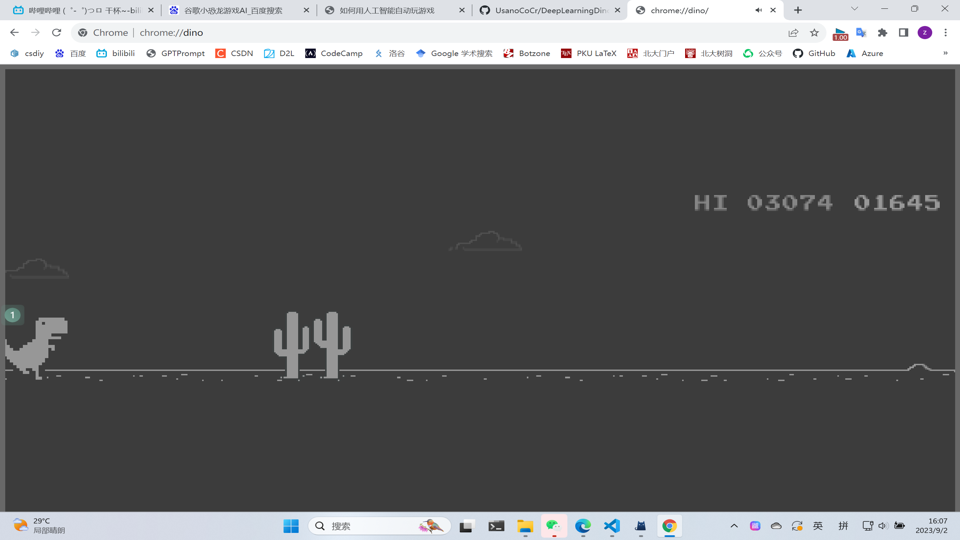 哔哩哔哩 (゜-゜)つロ 干杯~-bili
谷歌小恐龙游戏AI_百度搜索
如何用人工智能自动玩游戏
UsanoCoCr/DeepLearningDin
chrome://dino/
Chrome | chrome://dino
z
1.00
csdiy
百度
bilibili
GPTPrompt
CSDN
D2L
CodeCamp
洛谷
Google 学术搜索
Botzone
PKU LaTeX
北大门户
北大树洞
公众号
GitHub
Azure
»
HI 03074 01645
1
29°C
局部晴朗
搜索
英
拼
16:07
2023/9/2